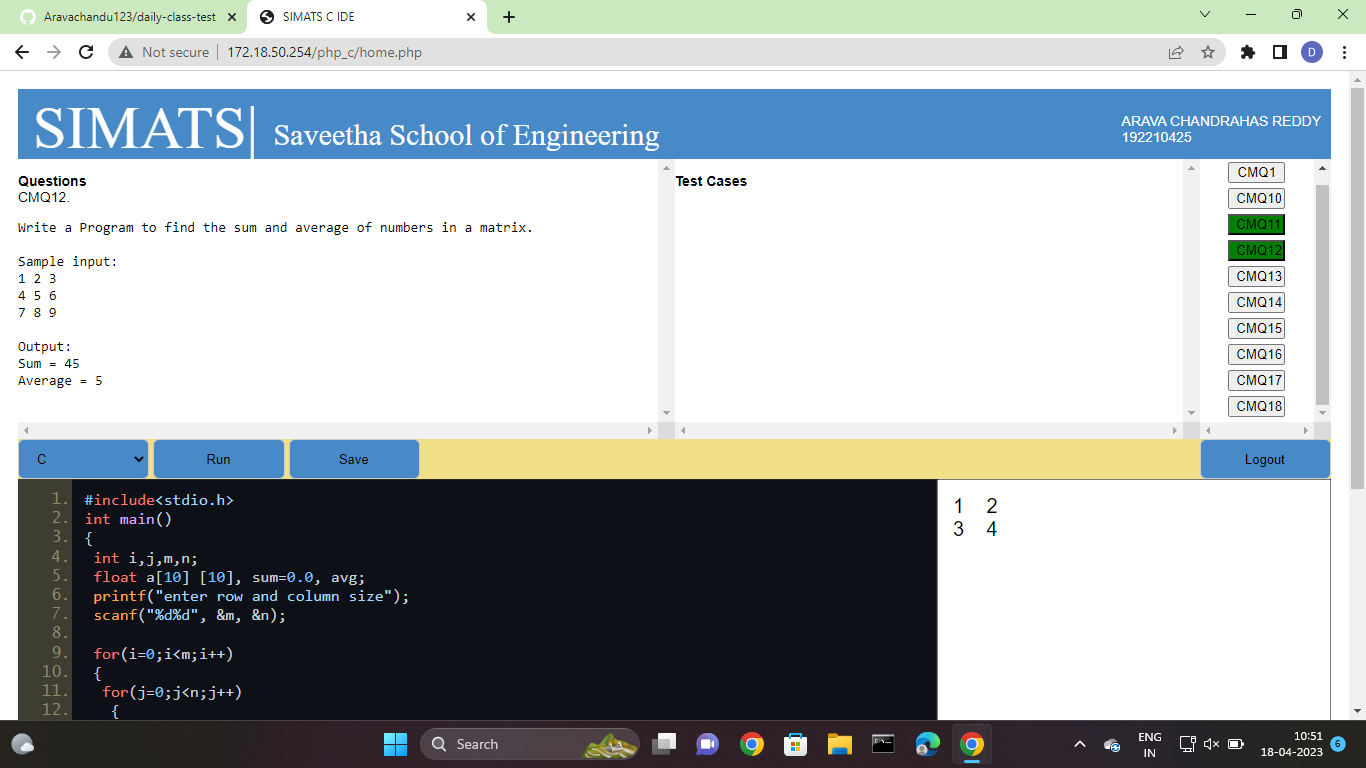 Aravachandu123/daily-class-test
SIMATS C IDE
Not secure
172.18.50.254/php_c/home.php
D
SIMATS|
Saveetha School of Engineering
ARAVA CHANDRAHAS REDDY
192210425
Questions
CMQ12.
Write a Program to find the sum and average of numbers in a matrix.
Sample input:
1 2 3
4 5 6
7 8 9
Output:
Sum = 45
Average = 5
Test Cases
CMQ1
CMQ10
CMQ11
CMQ12
CMQ13
CMQ14
CMQ15
CMQ16
CMQ17
CMQ18
C
Run
Save
Logout
1. #include<stdio.h>
2. int main()
3. {
4. int i,j,m,n;
5. float a[10] [10], sum=0.0, avg;
6. printf("enter row and column size");
7. scanf("%d%d", &m, &n);
8.
9. for(i=0;i<m;i++)
10. {
11. for(j=0;j<n;j++)
12. {
1 2
3 4
Search
ENG
IN
10:51
18-04-2023
6